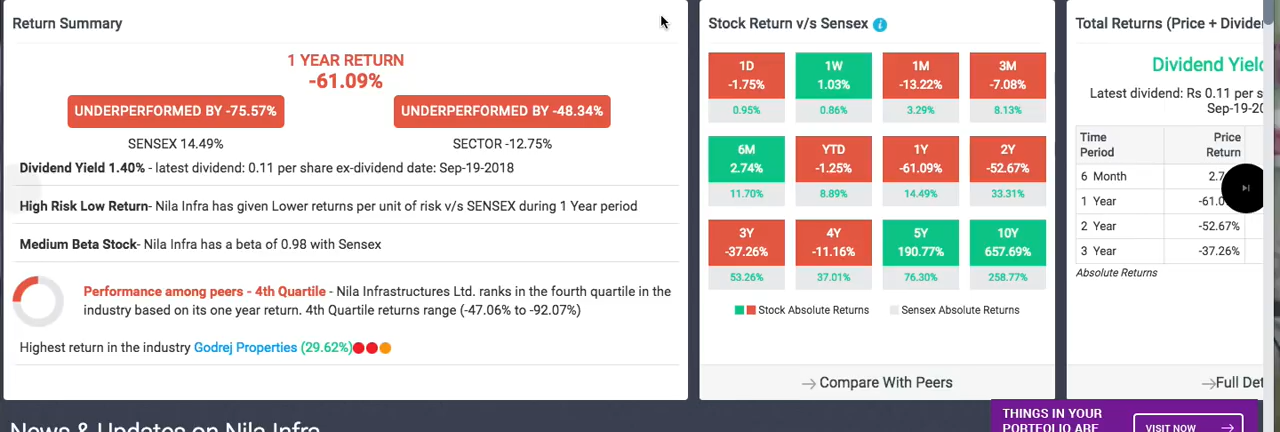 Return Summary
1 YEAR RETURN
-61.09%
UNDERPERFORMED BY -75.57%
UNDERPERFORMED BY -48.34%
SENSEX 14.49%
SECTOR -12.75%
Dividend Yield 1.40% - latest dividend: 0.11 per share ex-dividend date: Sep-19-2018
High Risk Low Return- Nila Infra has given Lower returns per unit of risk v/s SENSEX during 1 Year period
Medium Beta Stock- Nila Infra has a beta of 0.98 with Sensex
Performance among peers - 4th Quartile - Nila Infrastructures Ltd. ranks in the fourth quartile in the
industry based on its one year return. 4th Quartile returns range (-47.06% to -92.07%)
Highest return in the industry Godrej Properties (29.62%)
Stock Return v/s Sensex
1D 1W 1M 3M
-1.75% 1.03% -13.22% -7.08%
0.95% 0.86% 3.29% 8.13%
6M YTD 1Y 2Y
2.74% -1.25% -61.09% -52.67%
11.70% 8.89% 14.49% 33.31%
3Y 4Y 5Y 10Y
-37.26% -11.16% 190.77% 657.69%
53.26% 37.01% 76.30% 258.77%
Stock Absolute Returns Sensex Absolute Returns
Compare With Peers
Total Returns (Price +
Dividend
Latest dividend: Rs 0.11 per
Time Price
Period Return
6 Month
1 Year
2 Year -52.67%
3 Year -37.26%
Absolute Returns
Full
News & Updates on Nila Infra
THINGS IN YOUR
PORTFOLIO ARE
VISIT NOW